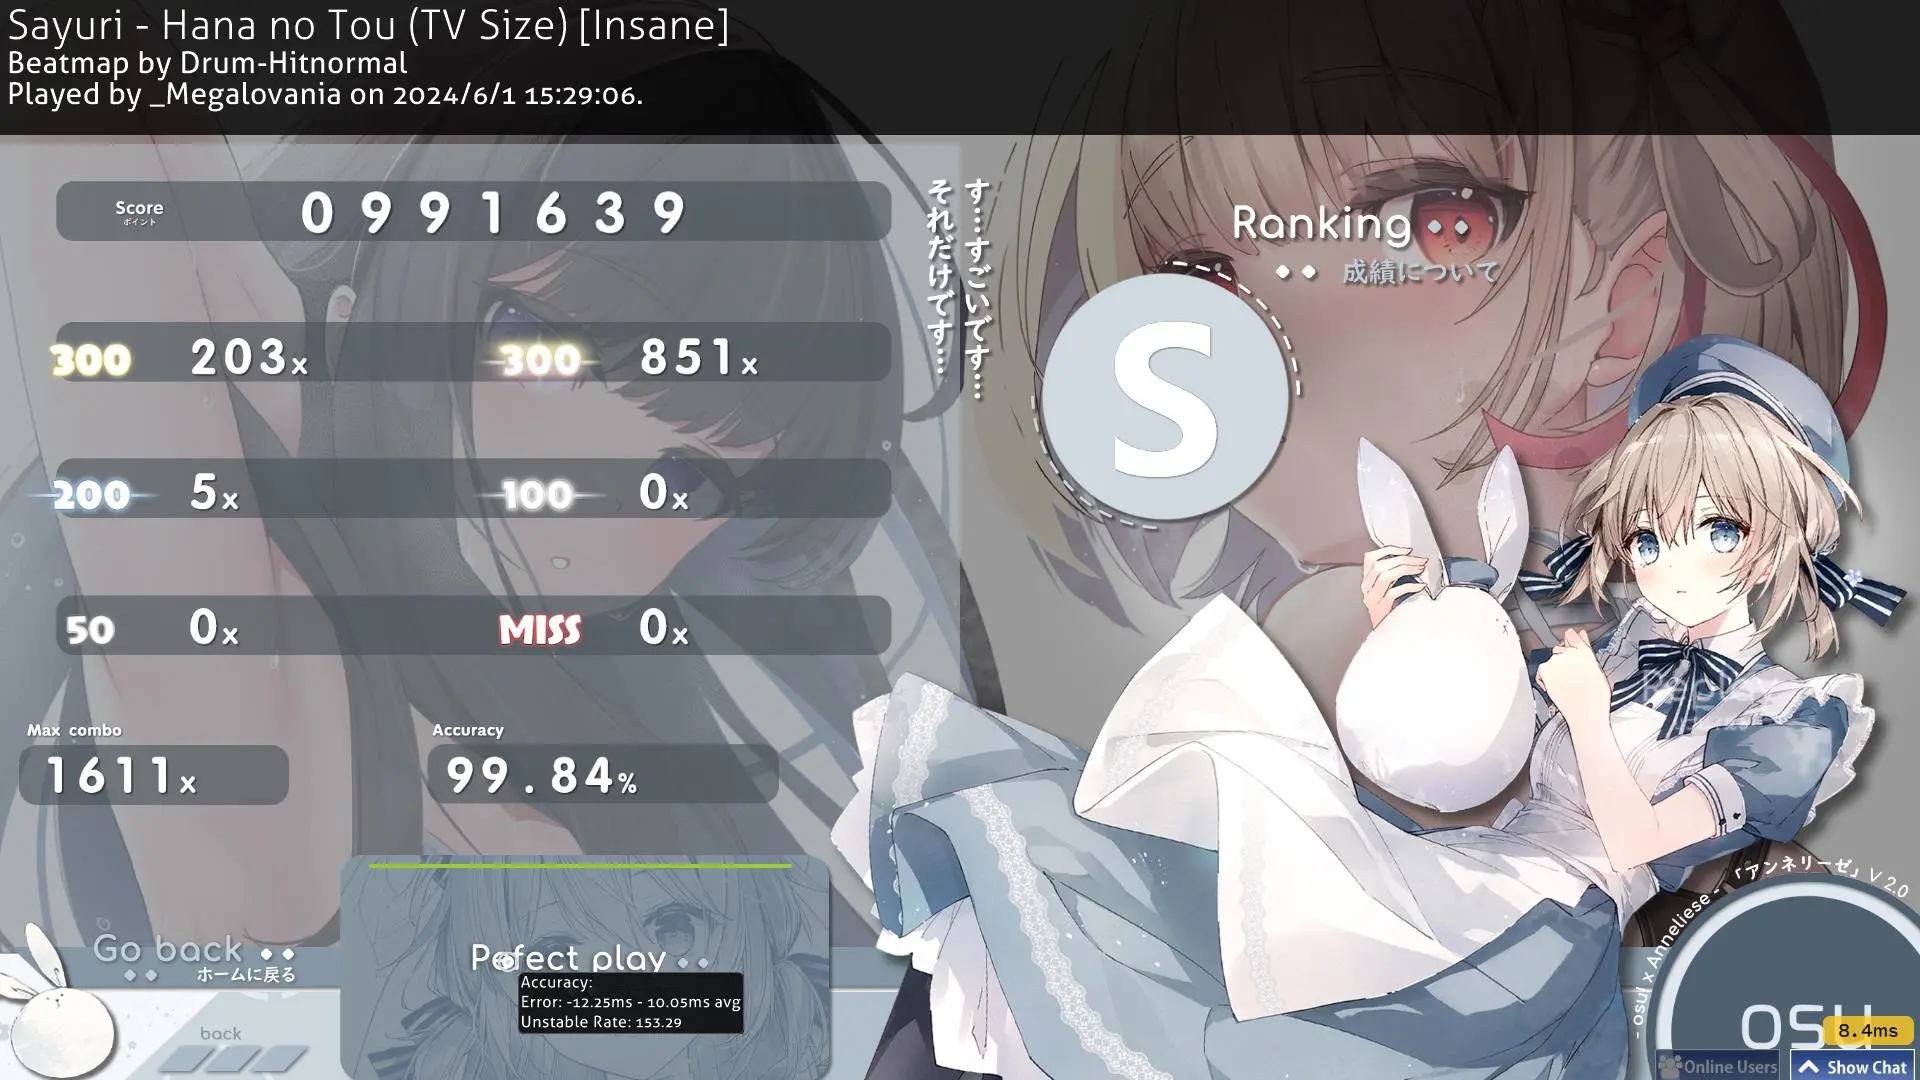 Sayuri - Hana no Tou (TV Size) [Insane]
Beatmap by Drum-Hitnormal
Played by _Megalovania on 2024/6/1 15:29:06.
Score
ポイント
0991639
す…すごいです…
それだけです…
Ranking
成績について
S
300 203x 300 851x
200 5x 100 0x
50 0x MISS 0x
Max combo
1611x
Accuracy
99.84%
Replay
Go back
ホームに戻る
back
Pefect play
Accuracy:
Error: -12.25ms - 10.05ms avg
Unstable Rate: 153.29
- osu! x Anneliese - 「アンネリーゼ」 V 2.0
osu
8.4ms
Online Users
Show Chat